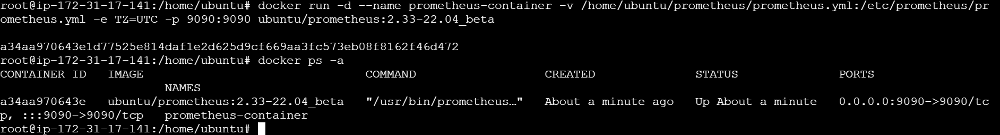 root@ip-172-31-17-141:/home/ubuntu# docker run -d --name prometheus-container -v /home/ubuntu/prometheus/prometheus.yml:/etc/prometheus/pr
ometheus.yml -e TZ=UTC -p 9090:9090 ubuntu/prometheus:2.33-22.04_beta
a34aa970643e1d77525e814daf1e2d625d9cf669aa3fc573eb08f8162f46d472
root@ip-172-31-17-141:/home/ubuntu# docker ps -a
CONTAINER ID   IMAGE                               COMMAND                  CREATED              STATUS              PORTS
                       NAMES
a34aa970643e   ubuntu/prometheus:2.33-22.04_beta   "/usr/bin/prometheus…"   About a minute ago   Up About a minute   0.0.0.0:9090->9090/tc
p, :::9090->9090/tcp   prometheus-container
root@ip-172-31-17-141:/home/ubuntu#